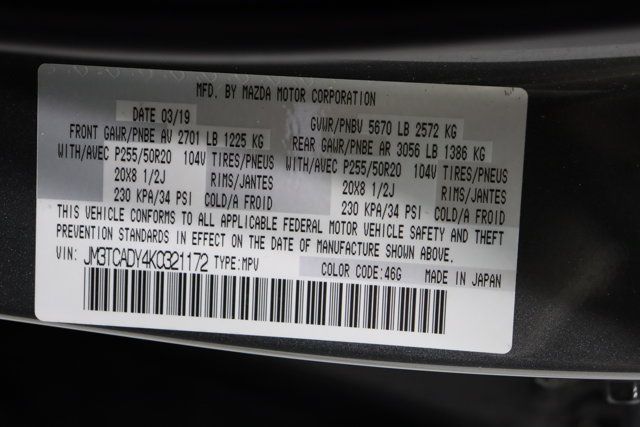 MFD. BY MAZDA MOTOR CORPORATION
DATE 03/19 GVWR/PNBV 5670 LB 2572 KG
FRONT GAWR/PNBE AV 2701 LB 1225 KG REAR GAWR/PNBE AR 3056 LB 1386 KG
WITH/AVEC P255/50R20 104V TIRES/PNEUS WITH/AVEC P255/50R20 104V TIRES/PNEUS
20X8 1/2J RIMS/JANTES 20X8 1/2J RIMS/JANTES
230 KPA/34 PSI COLD/A FROID 230 KPA/34 PSI COLD/A FROID
THIS VEHICLE CONFORMS TO ALL APPLICABLE FEDERAL MOTOR VEHICLE SAFETY AND THEFT
PREVENTION STANDARDS IN EFFECT ON THE DATE OF MANUFACTURE SHOWN ABOVE.
VIN: JM3TCADY4K0321172 TYPE:MPV COLOR CODE:46G MADE IN JAPAN